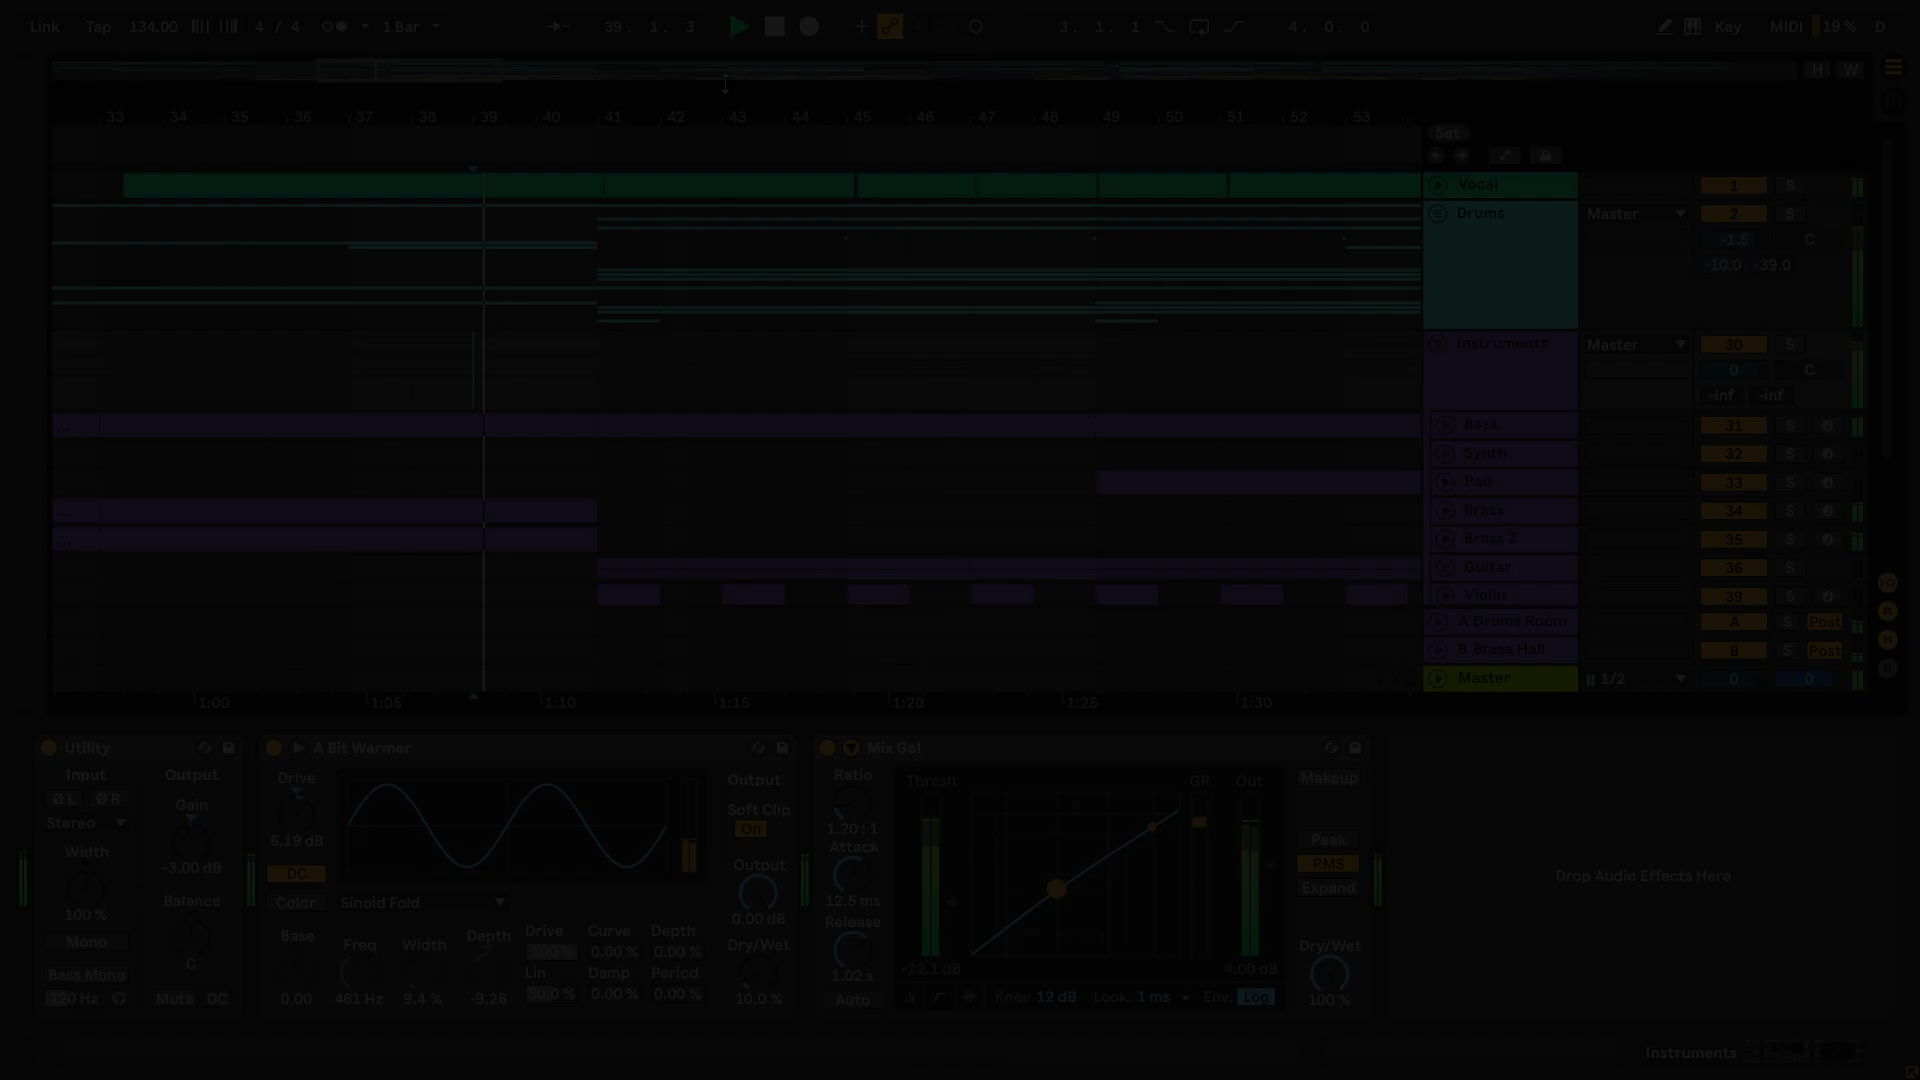 Link Tap 134.00 4 / 4 1 Bar 39. 1. 3 3. 1. 1 4. 0. 0 Key MIDI 19 % D
H W
33 34 35 36 37 38 39 40 41 42 43 44 45 46 47 48 49 50 51 52 53
Set
Vocal 1 S
Drums Master 2 S
-1.5 C
-10.0 -39.0
Instruments Master 30 S
0 C
-inf -inf
... Bass 31 S
Synth 32 S
Pad 33 S
... Brass 34 S
... Brass 2 35 S
Guitar 36 S
Violin 39 S
I·O
A Drums Room A S Post
R
B Brass Hall B S Post
M
Master 1/2 0 0
1:00 1:05 1:10 1:15 1:20 1:25 1:30
Utility
Input Output
Ø L Ø R
Gain
Stereo
Width
-3.00 dB
Balance
100 %
Mono
C
Bass Mono
120 Hz Mute DC
A Bit Warmer
Drive
6.19 dB
DC
Color Sinoid Fold
Base Freq Width Depth
0.00 461 Hz 9.4 % -9.26
Drive Curve Depth
100 % 0.00 % 0.00 %
Lin Damp Period
50.0 % 0.00 % 0.00 %
Output
Soft Clip
On
Output
0.00 dB
Dry/Wet
10.0 %
Mix Gel
Ratio
1.20 : 1
Attack
12.5 ms
Release
1.02 s
Auto
Thresh GR Out
-22.1 dB 4.00 dB
Knee 12 dB Look. 1 ms Env. Log
Makeup
Peak
RMS
Expand
Dry/Wet
100 %
Drop Audio Effects Here
Instruments